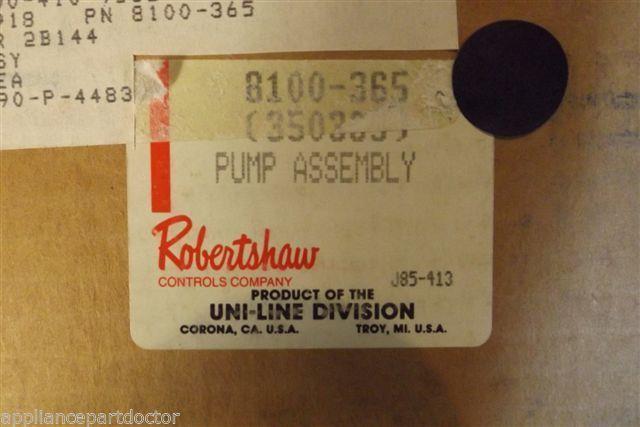 918 PN 8100-365
R 2B144
SY
EA
90-P-4483
8100-365
PUMP ASSEMBLY
Robertshaw
CONTROLS COMPANY
J85-413
PRODUCT OF THE
UNI-LINE DIVISION
CORONA, CA. U.S.A. TROY, MI. U.S.A.
appliancepartdoctor